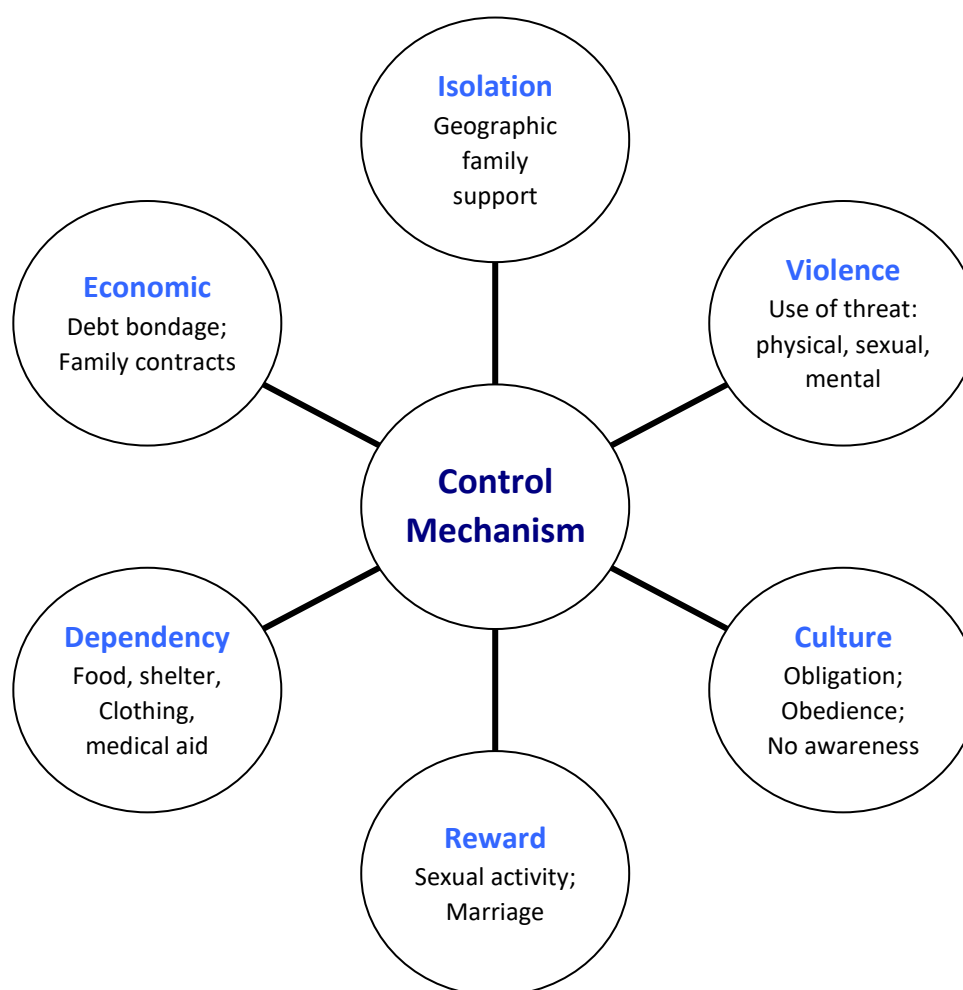 Isolation
Geographic
family
support
Economic
Debt bondage;
Family contracts
Violence
Use of threat:
physical, sexual,
mental
Control
Mechanism
Dependency
Food, shelter,
Clothing,
medical aid
Culture
Obligation;
Obedience;
No awareness
Reward
Sexual activity;
Marriage